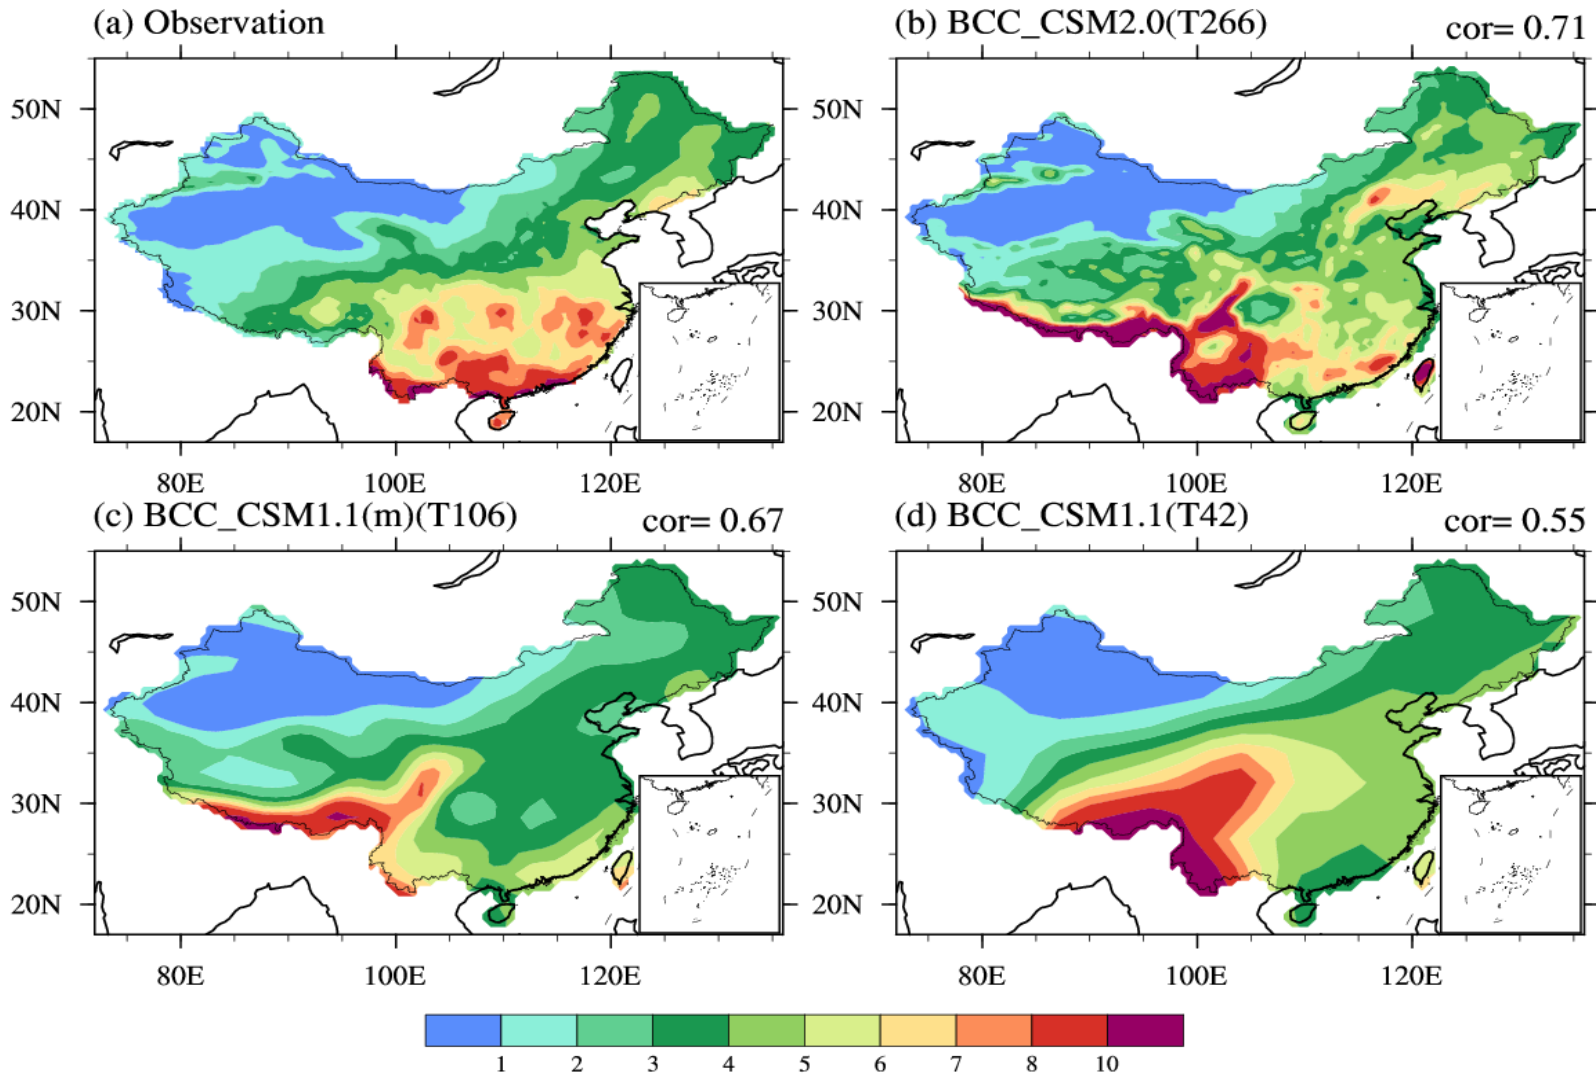 (a) Observation
(b) BCC_CSM2.0(T266) cor= 0.71
50N 50N
40N 40N
30N 30N
20N 20N
80E 100E 120E 80E 100E 120E
(c) BCC_CSM1.1(m)(T106) cor= 0.67
(d) BCC_CSM1.1(T42) cor= 0.55
50N 50N
40N 40N
30N 30N
20N 20N
80E 100E 120E 80E 100E 120E
1 2 3 4 5 6 7 8 10